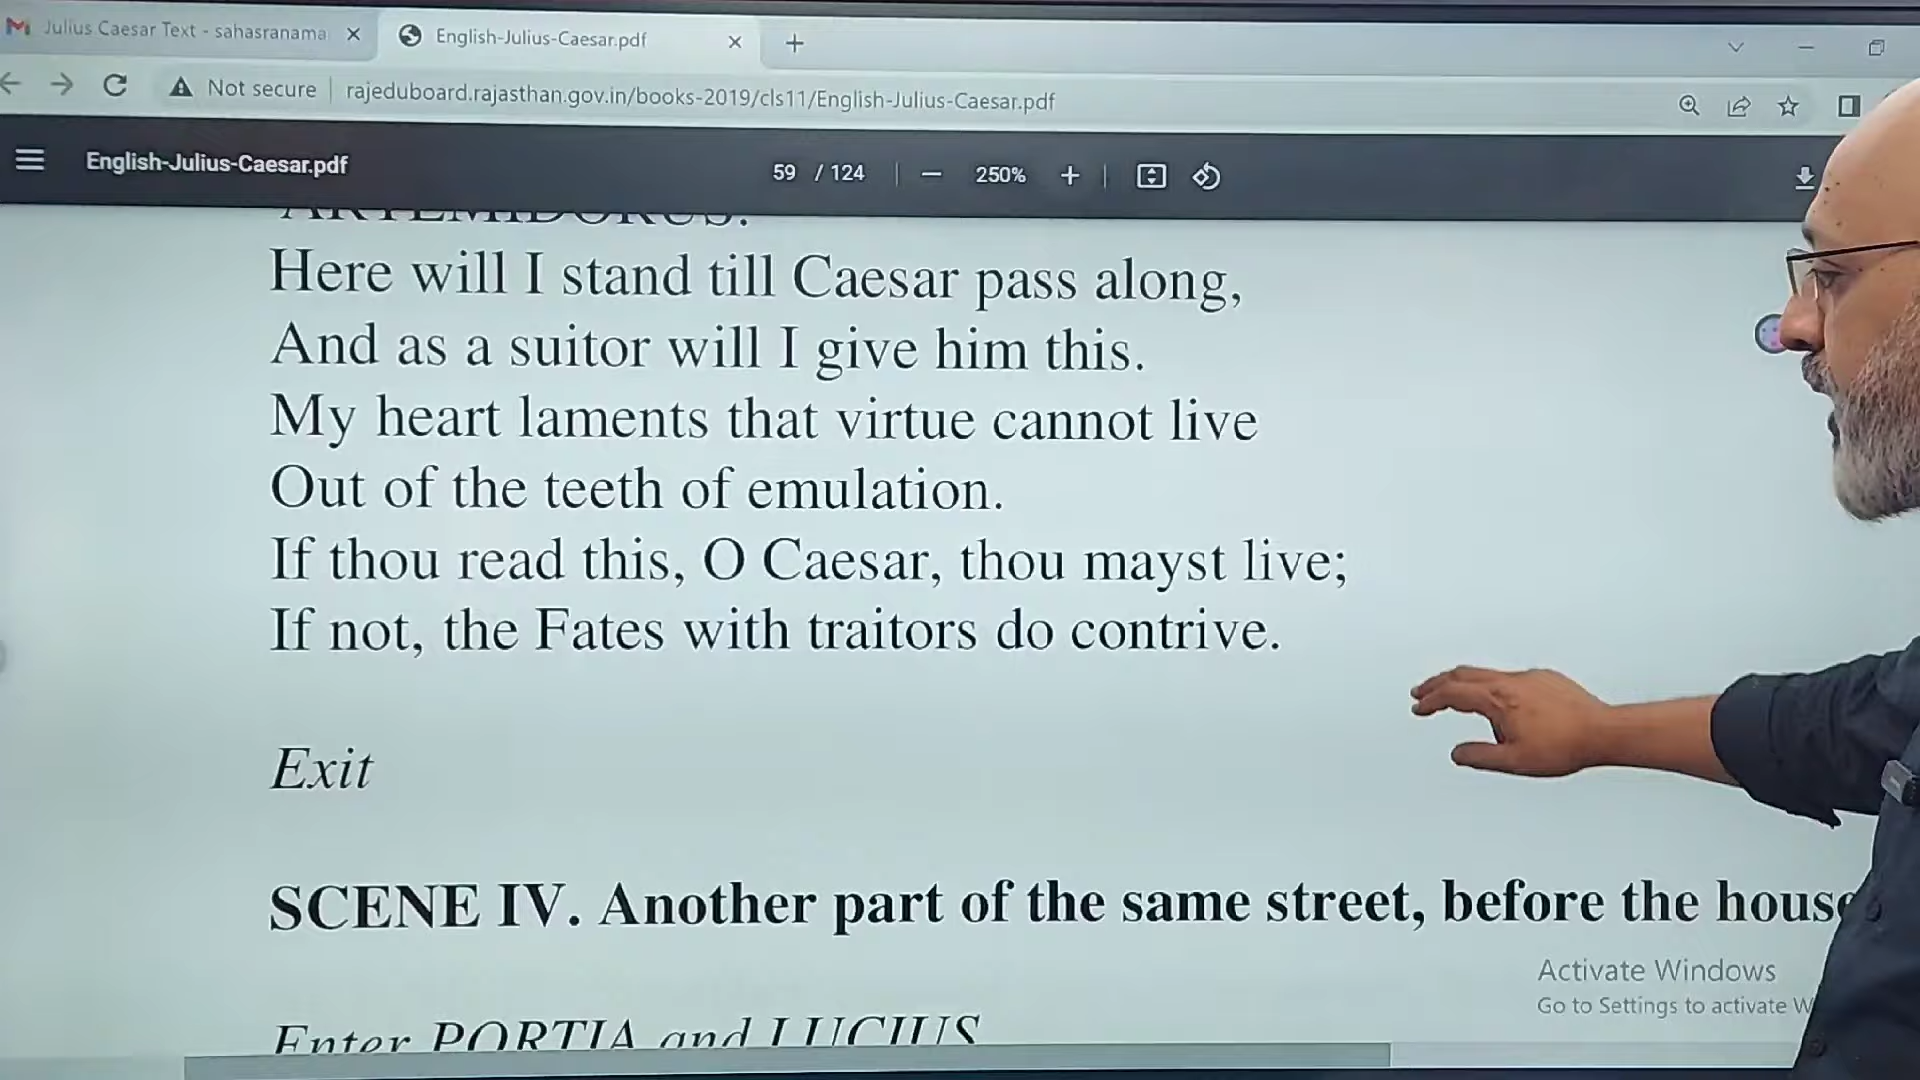 Julius Caesar Text - sahasranama
English-Julius-Caesar.pdf
Not secure
rajeduboard.rajasthan.gov.in/books-2019/cls11/English-Julius-Caesar.pdf
English-Julius-Caesar.pdf
59 / 124
250%
ARTEMIDORUS.
Here will I stand till Caesar pass along,
And as a suitor will I give him this.
My heart laments that virtue cannot live
Out of the teeth of emulation.
If thou read this, O Caesar, thou mayst live;
If not, the Fates with traitors do contrive.
Exit
SCENE IV. Another part of the same street, before the house
Activate Windows
Go to Settings to activate W
Enter PORTIA and LUCIUS